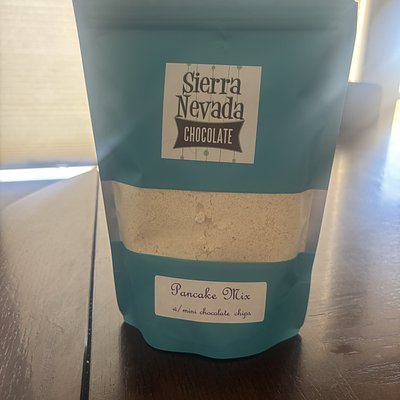 Sierra
Nevada
CHOCOLATE
Pancake Mix
w/ mini chocolate chips